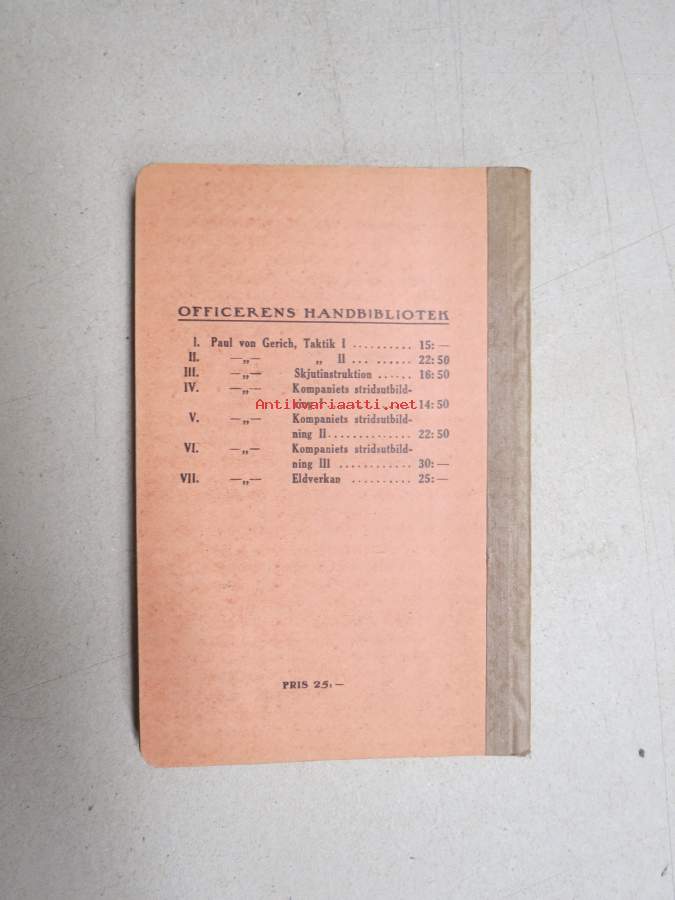 OFFICERENS HANDBIBLIOTEK
I. Paul von Gerich, Taktik I .......... 15: —
II. —„— „ II ... ...... 22: 50
III. —„— Skjutinstruktion ...... 16: 50
IV. —„— Kompaniets stridsutbild-
Antikvariaatti.net 14: 50
V. —„— Kompaniets stridsutbild-
ning II .............. 22: 50
VI. —„— Kompaniets stridsutbild-
ning III ............ 30: —
VII. —„— Eldverkan .......... 25: —
PRIS 25: —